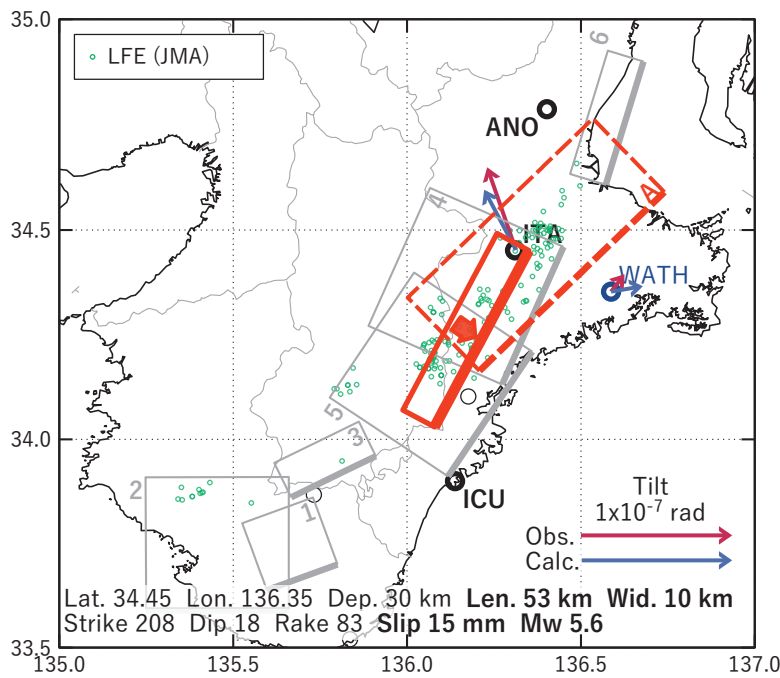 35.0
LFE (JMA)
6
ANO
A
4
34.5
ITA
WATH
5
3
34.0
2
1
ICU
Tilt
1x10-7 rad
Obs.
Calc.
Lat. 34.45 Lon. 136.35 Dep. 30 km Len. 53 km Wid. 10 km
Strike 208 Dip 18 Rake 83 Slip 15 mm Mw 5.6
33.5
135.0 135.5 136.0 136.5 137.0